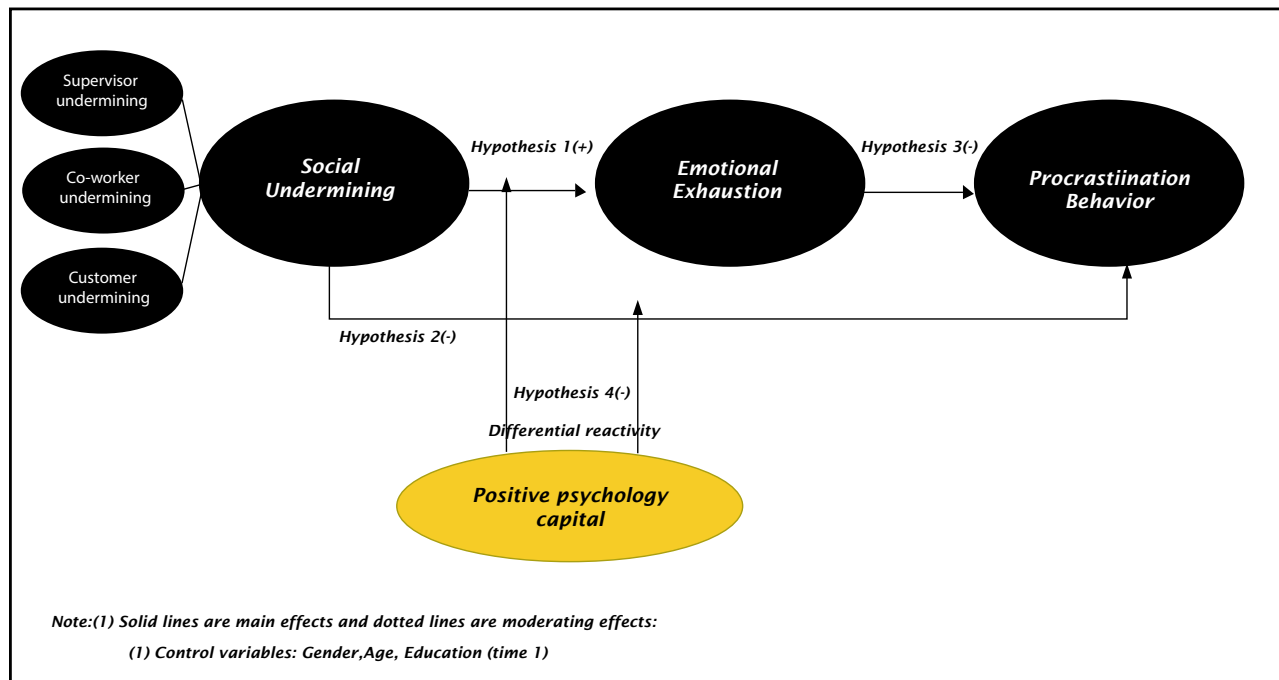 Supervisor
undermining
Co-worker
undermining
Customer
undermining
Social
Undermining
Hypothesis 1(+)
Emotional
Exhaustion
Hypothesis 3(-)
Procrastiination
Behavior
Hypothesis 2(-)
Hypothesis 4(-)
Differential reactivity
Positive psychology
capital
Note:(1) Solid lines are main effects and dotted lines are moderating effects:
(1) Control variables: Gender,Age, Education (time 1)